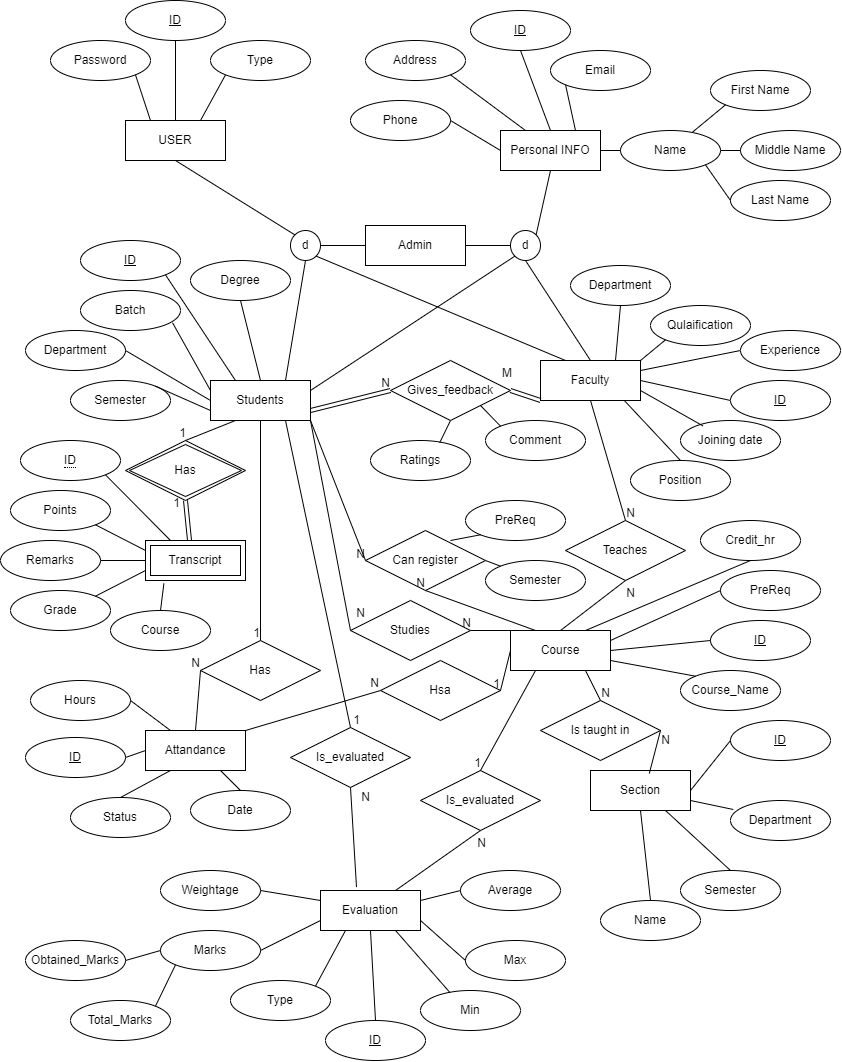 ID
Password
Type
USER
ID
Address
Email
Phone
Personal INFO
Name
First Name
Middle Name
Last Name
d
Admin
d
ID
Degree
Batch
Department
Semester
Students
N
Gives_feedback
M
Ratings
Comment
Department
Qulaification
Experience
Faculty
ID
Joining date
Position
1
Has
1
ID
Points
Remarks
Grade
Transcript
Course
N
Can register
N
PreReq
Semester
N
Teaches
N
Credit_hr
PreReq
ID
Course_Name
N
Studies
N
Course
1
Has
N
N
Hsa
1
Hours
ID
Attandance
Status
Date
1
Is_evaluated
N
1
Is_evaluated
N
N
Is taught in
N
Section
ID
Department
Semester
Name
Weightage
Evaluation
Average
Marks
Obtained_Marks
Total_Marks
Type
ID
Min
Max